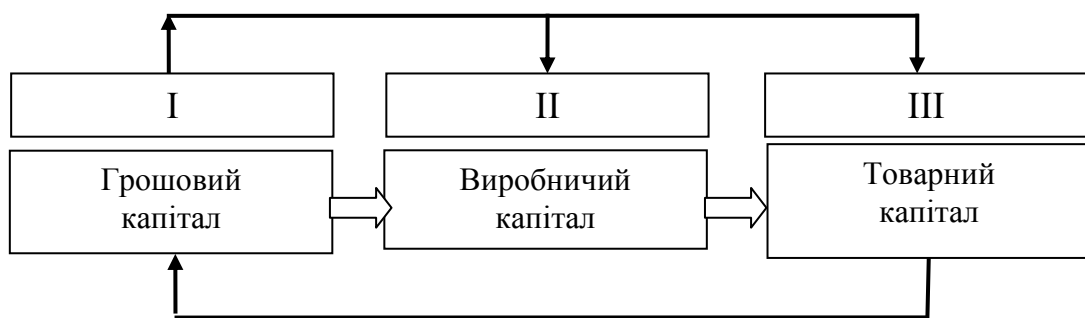 I
II
III
Грошовий
капітал
Виробничий
капітал
Товарний
капітал